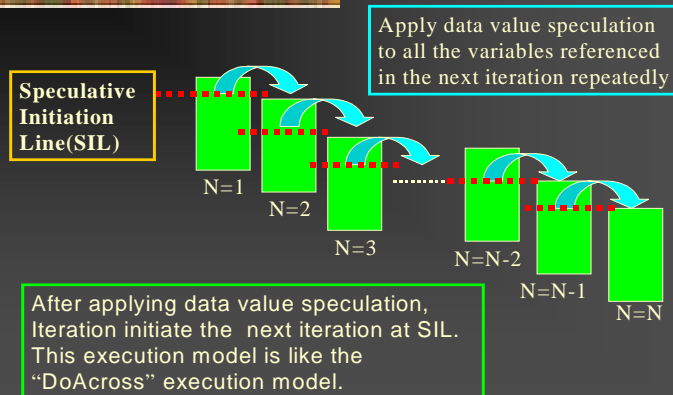 Apply data value speculation
to all the variables referenced
in the next iteration repeatedly
Speculative
Initiation
Line(SIL)
N=1
N=2
N=3
N=N-2
N=N-1
N=N
After applying data value speculation,
Iteration initiate the next iteration at SIL.
This execution model is like the
“DoAcross” execution model.